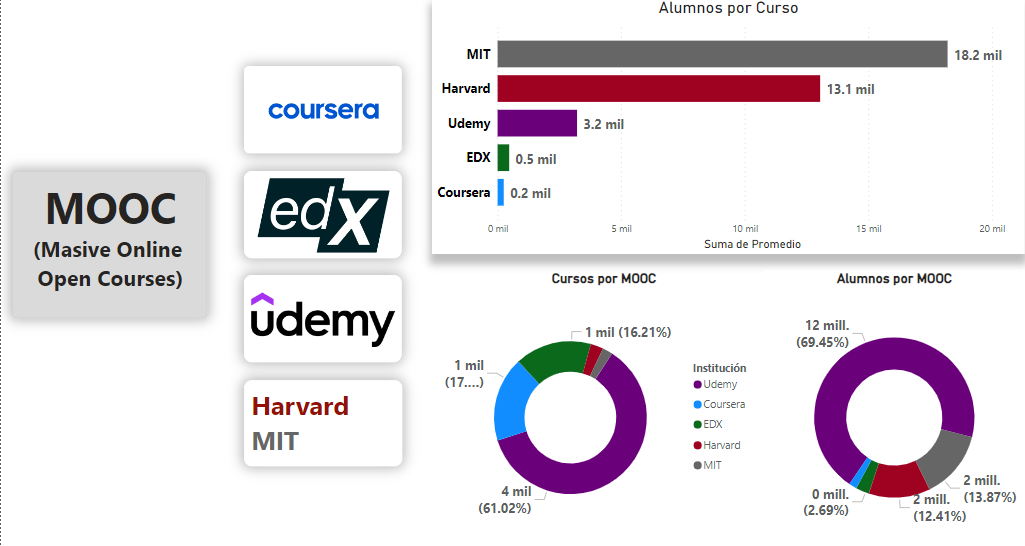 MOOC
(Masive Online
Open Courses)
coursera
edX
udemy
Harvard
MIT
Alumnos por Curso
MIT
18.2 mil
Harvard
13.1 mil
Udemy
3.2 mil
EDX
0.5 mil
Coursera
0.2 mil
0 mil
5 mil
10 mil
15 mil
20 mil
Suma de Promedio
Cursos por MOOC
1 mil (16.21%)
1 mil
(17....)
4 mil
(61.02%)
Institución
Udemy
Coursera
EDX
Harvard
MIT
Alumnos por MOOC
12 mill.
(69.45%)
2 mill.
(13.87%)
2 mill.
(12.41%)
0 mill.
(2.69%)